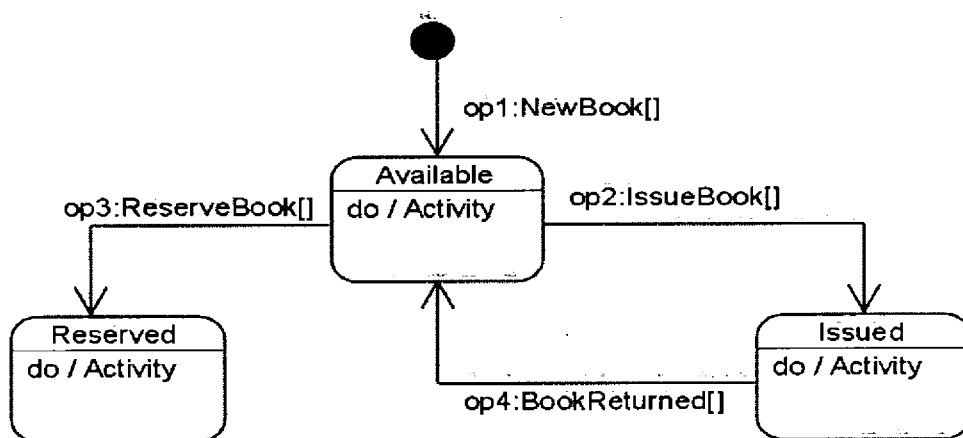 op1:NewBook[]
Available
do / Activity
op3:ReserveBook[]
op2:IssueBook[]
Reserved
do / Activity
Issued
do / Activity
op4:BookReturned[]